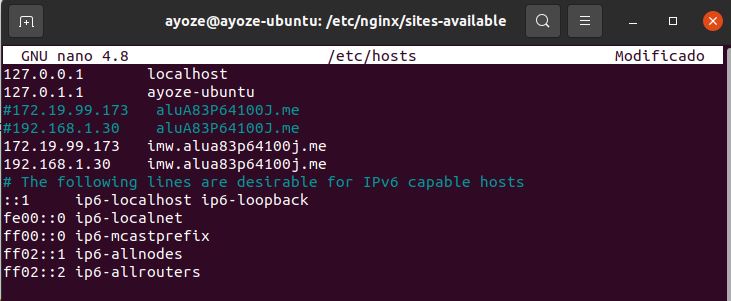 ayoze@ayoze-ubuntu: /etc/nginx/sites-available
GNU nano 4.8 /etc/hosts Modificado
127.0.0.1 localhost
127.0.1.1 ayoze-ubuntu
#172.19.99.173 aluA83P64100J.me
#192.168.1.30 aluA83P64100J.me
172.19.99.173 imw.alua83p64100j.me
192.168.1.30 imw.alua83p64100j.me
# The following lines are desirable for IPv6 capable hosts
::1 ip6-localhost ip6-loopback
fe00::0 ip6-localnet
ff00::0 ip6-mcastprefix
ff02::1 ip6-allnodes
ff02::2 ip6-allrouters